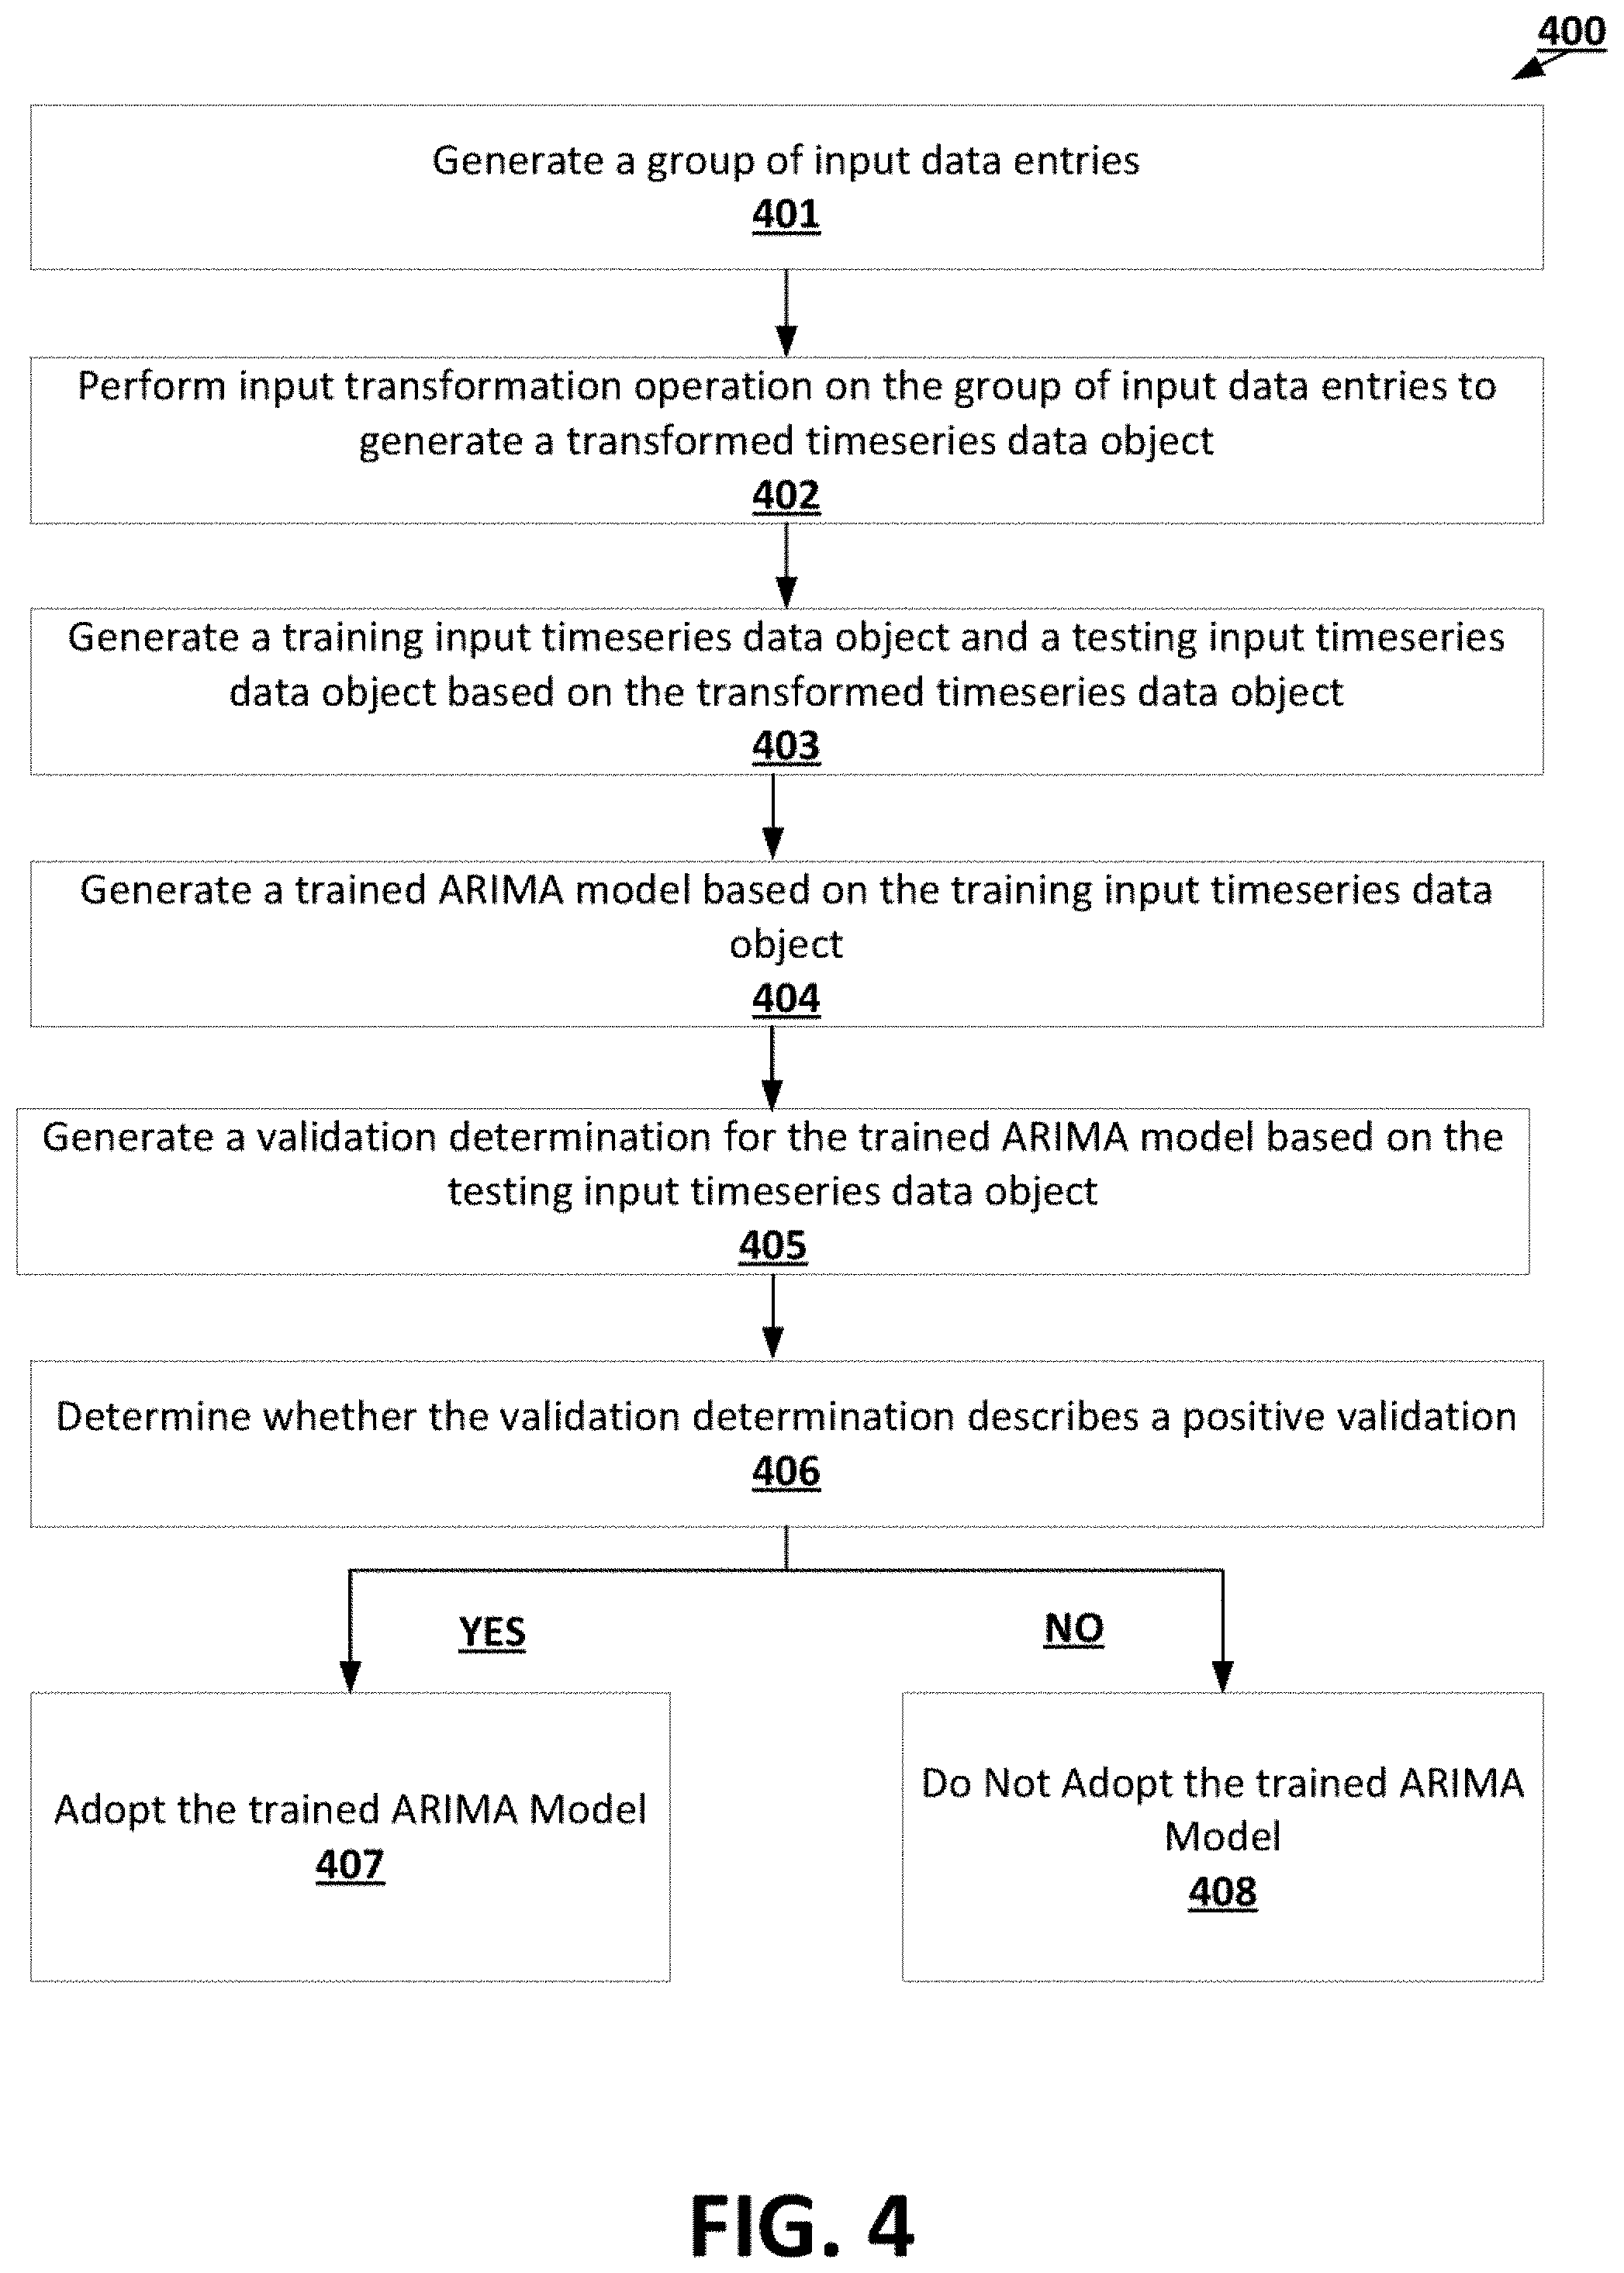 400
Generate a group of input data entries
401
Perform input transformation operation on the group of input data entries to
generate a transformed timeseries data object
402
Generate a training input timeseries data object and a testing input timeseries
data object based on the transformed timeseries data object
403
Generate a trained ARIMA model based on the training input timeseries data
object
404
Generate a validation determination for the trained ARIMA model based on the
testing input timeseries data object
405
Determine whether the validation determination describes a positive validation
406
YES
NO
Adopt the trained ARIMA Model
407
Do Not Adopt the trained ARIMA
Model
408
FIG. 4